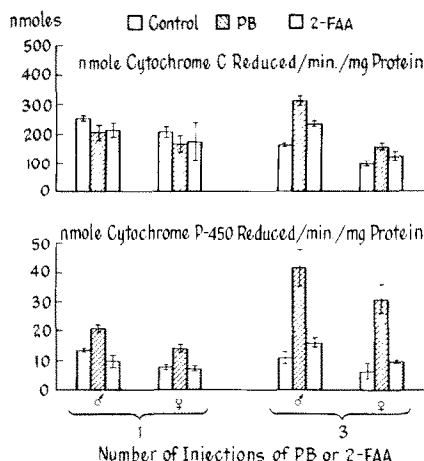 nmoles
Control PB 2-FAA
500
nmole Cytochrome C Reduced/min./mg Protein
400
300
200
100
0
nmole Cytochrome P-450 Reduced/min./mg Protein
50
40
30
20
10
0
♂ ♀ ♂ ♀
1 3
Number of Injections of PB or 2-FAA